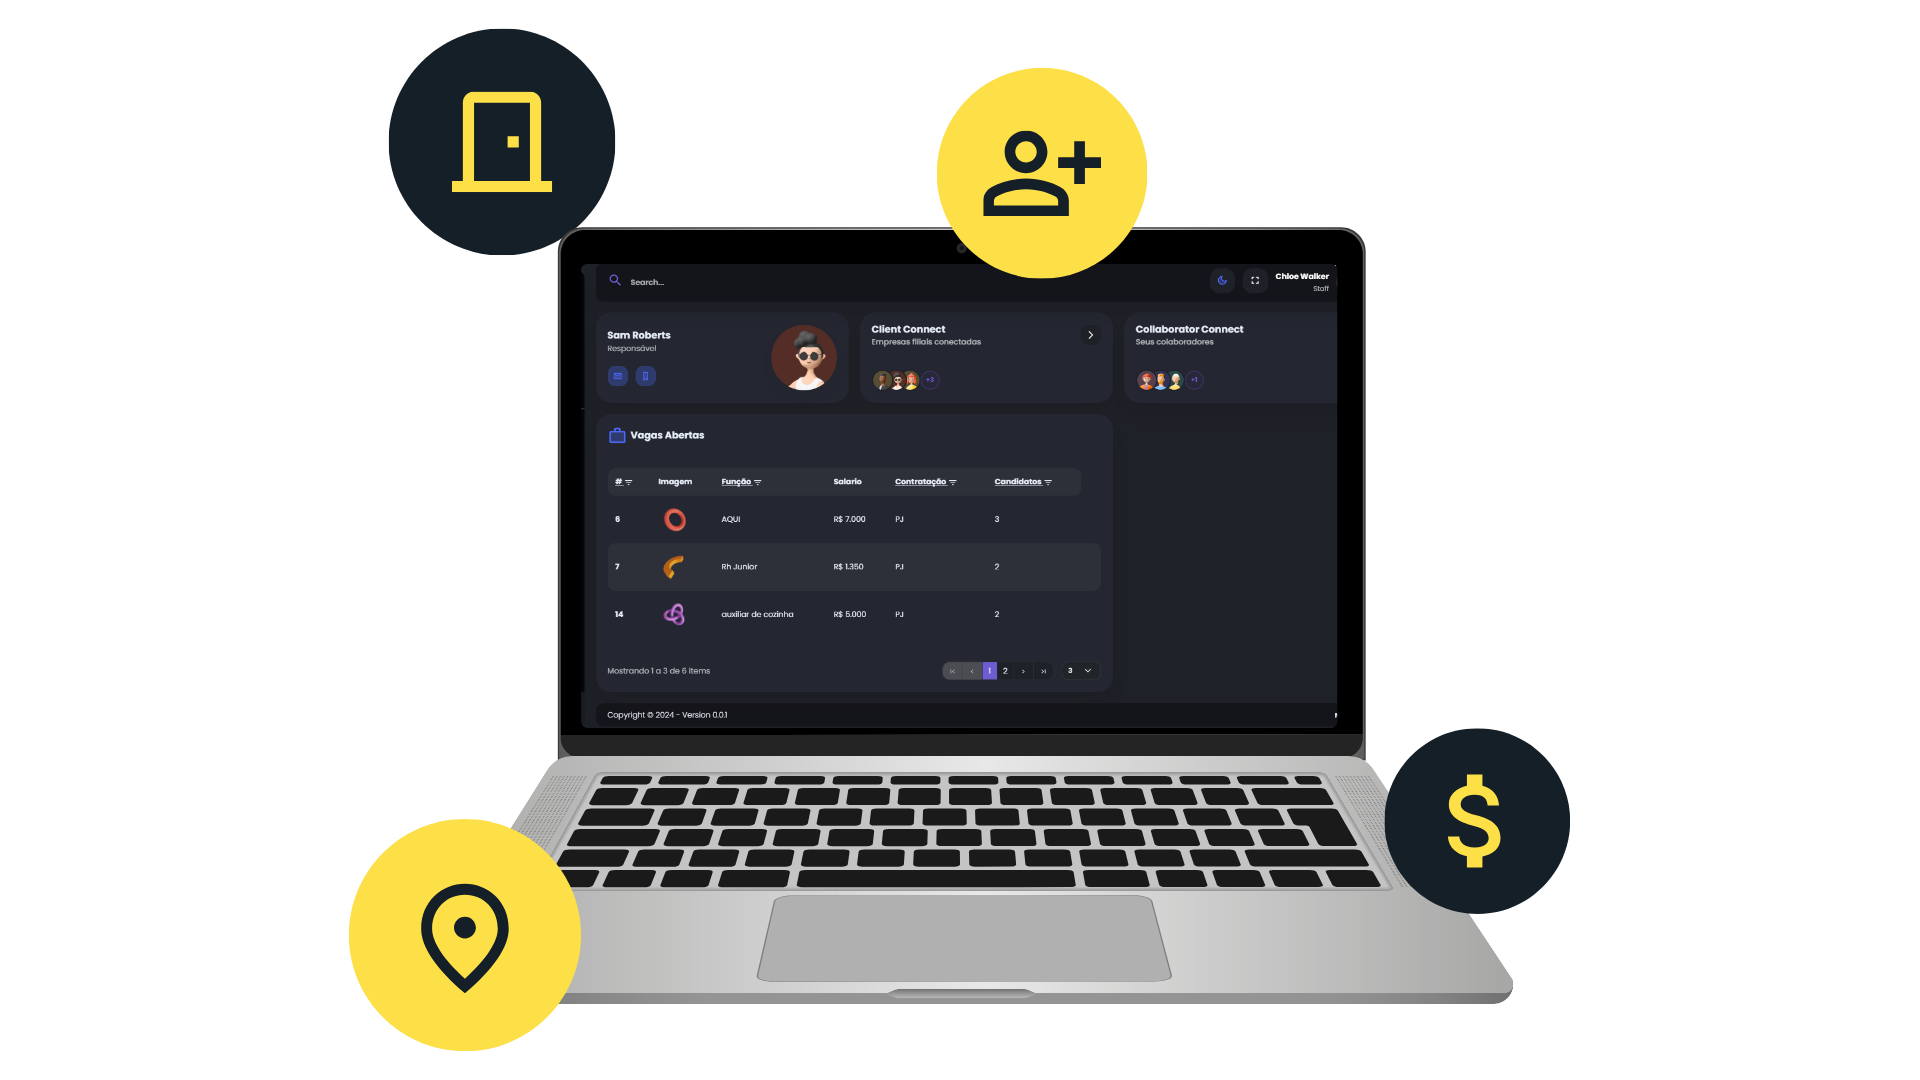 Search...
Chloe Walker
Staff
Sam Roberts
Responsável
Client Connect
Empresas filiais conectadas
+3
Collaborator Connect
Seus colaboradores
+1
Vagas Abertas
# Imagem Função Salario Contratação Candidatos
6 AQUI R$ 7.000 PJ 3
7 Rh Junior R$ 1.350 PJ 2
14 auxiliar de cozinha R$ 5.000 PJ 2
Mostrando 1 a 3 de 6 items
1 2 3
Copyright © 2024 - Version 0.0.1
$